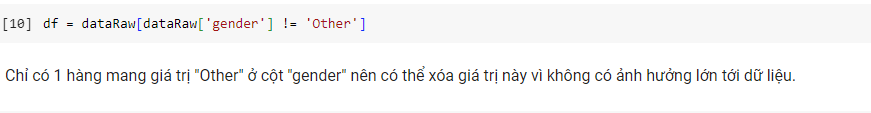 [10] df = dataRaw[dataRaw['gender'] != 'Other']
Chỉ có 1 hàng mang giá trị "Other" ở cột "gender" nên có thể xóa giá trị này vì không có ảnh hưởng lớn tới dữ liệu.